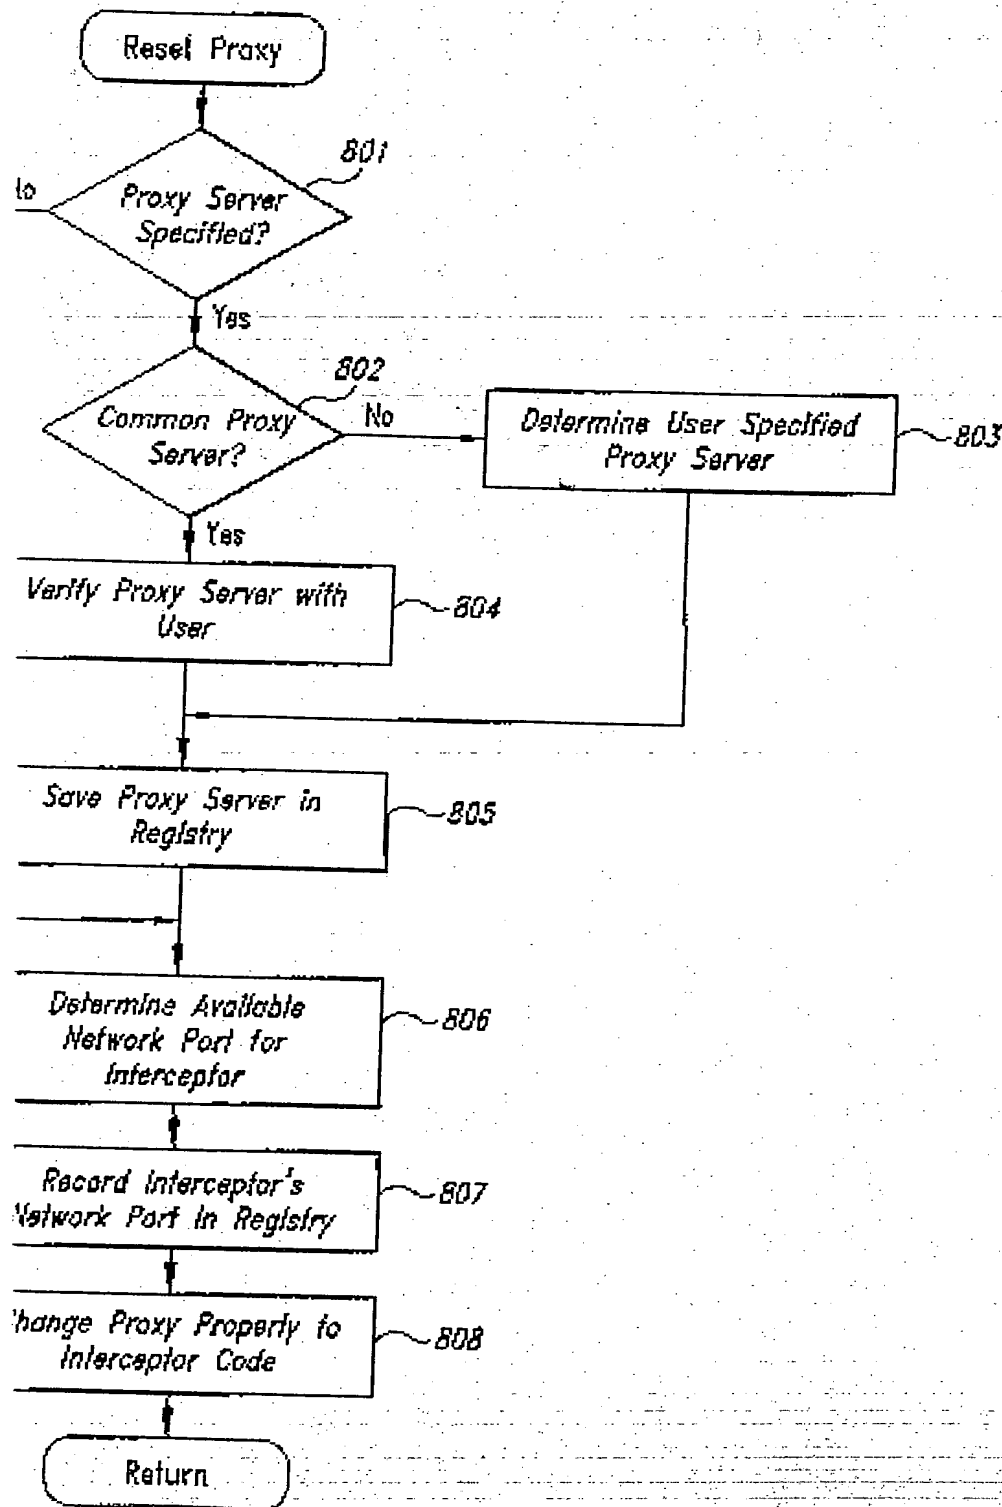 Reset Proxy
801
Proxy Server
Specified?
Yes
802
Common Proxy
Server?
No
Determine User Specified
Proxy Server
803
Yes
Verify Proxy Server with
User
804
Save Proxy Server in
Registry
805
Determine Available
Network Port for
Interceptor
806
Record Interceptor's
Network Port in Registry
807
Proxy Property to
Interceptor Code
808
Return